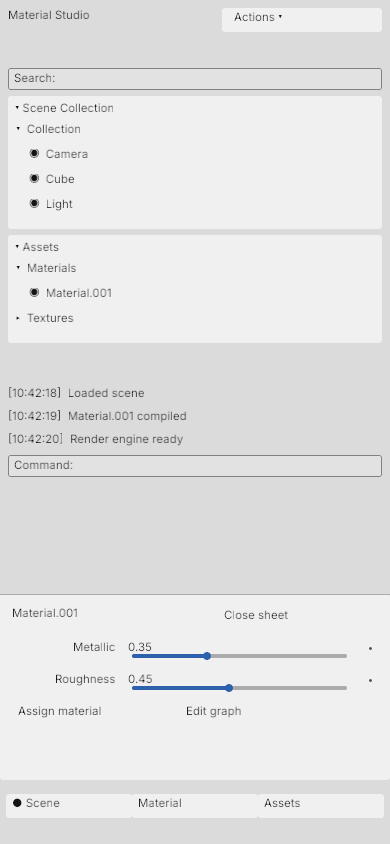 Material Studio
Actions
Search:
Scene Collection
Collection
Camera
Cube
Light
Assets
Materials
Material.001
Textures
[10:42:18] Loaded scene
[10:42:19] Material.001 compiled
[10:42:20] Render engine ready
Command:
Material.001
Close sheet
Metallic 0.35
Roughness 0.45
Assign material Edit graph
Scene Material Assets